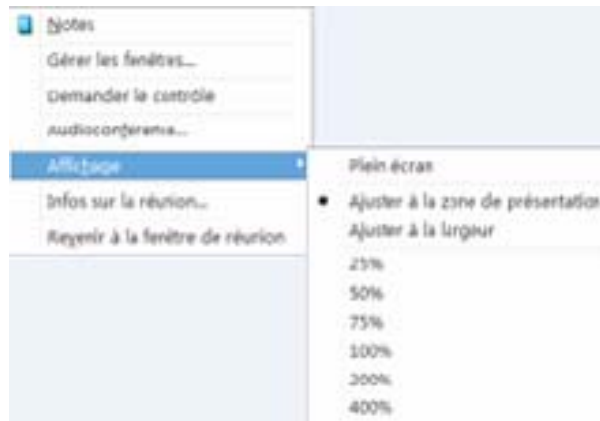 Notes
Gérer les fenêtres...
Demander le contrôle
Audioconférence...
Affichage
Infos sur la réunion...
Revenir à la fenêtre de réunion
Plein écran
Ajuster à la zone de présentation
Ajuster à la largeur
25%
50%
75%
100%
200%
400%